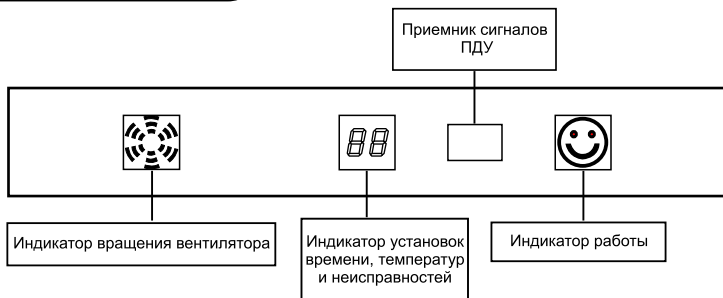 Приемник сигналов
ПДУ
88
Индикатор вращения вентилятора
Индикатор установок
времени, температур
и неисправностей
Индикатор работы